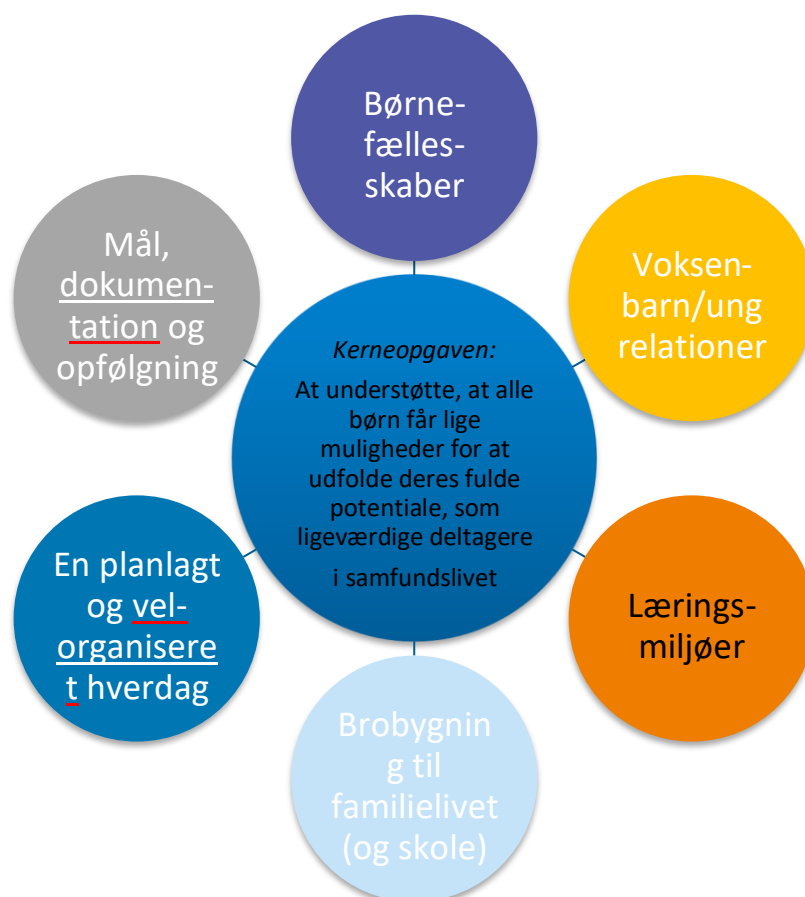 Børne-
fælles-
skaber
Mål,
dokumen-
tation og
opfølgning
Voksen-
barn/ung
relationer
Kerneopgaven:
At understøtte, at alle
børn får lige
muligheder for at
udfolde deres fulde
potentiale, som
ligeværdige deltagere
i samfundslivet
En planlagt
og vel-
organisere
t hverdag
Lærings-
miljøer
Brobygnin
g til
familielivet
(og skole)